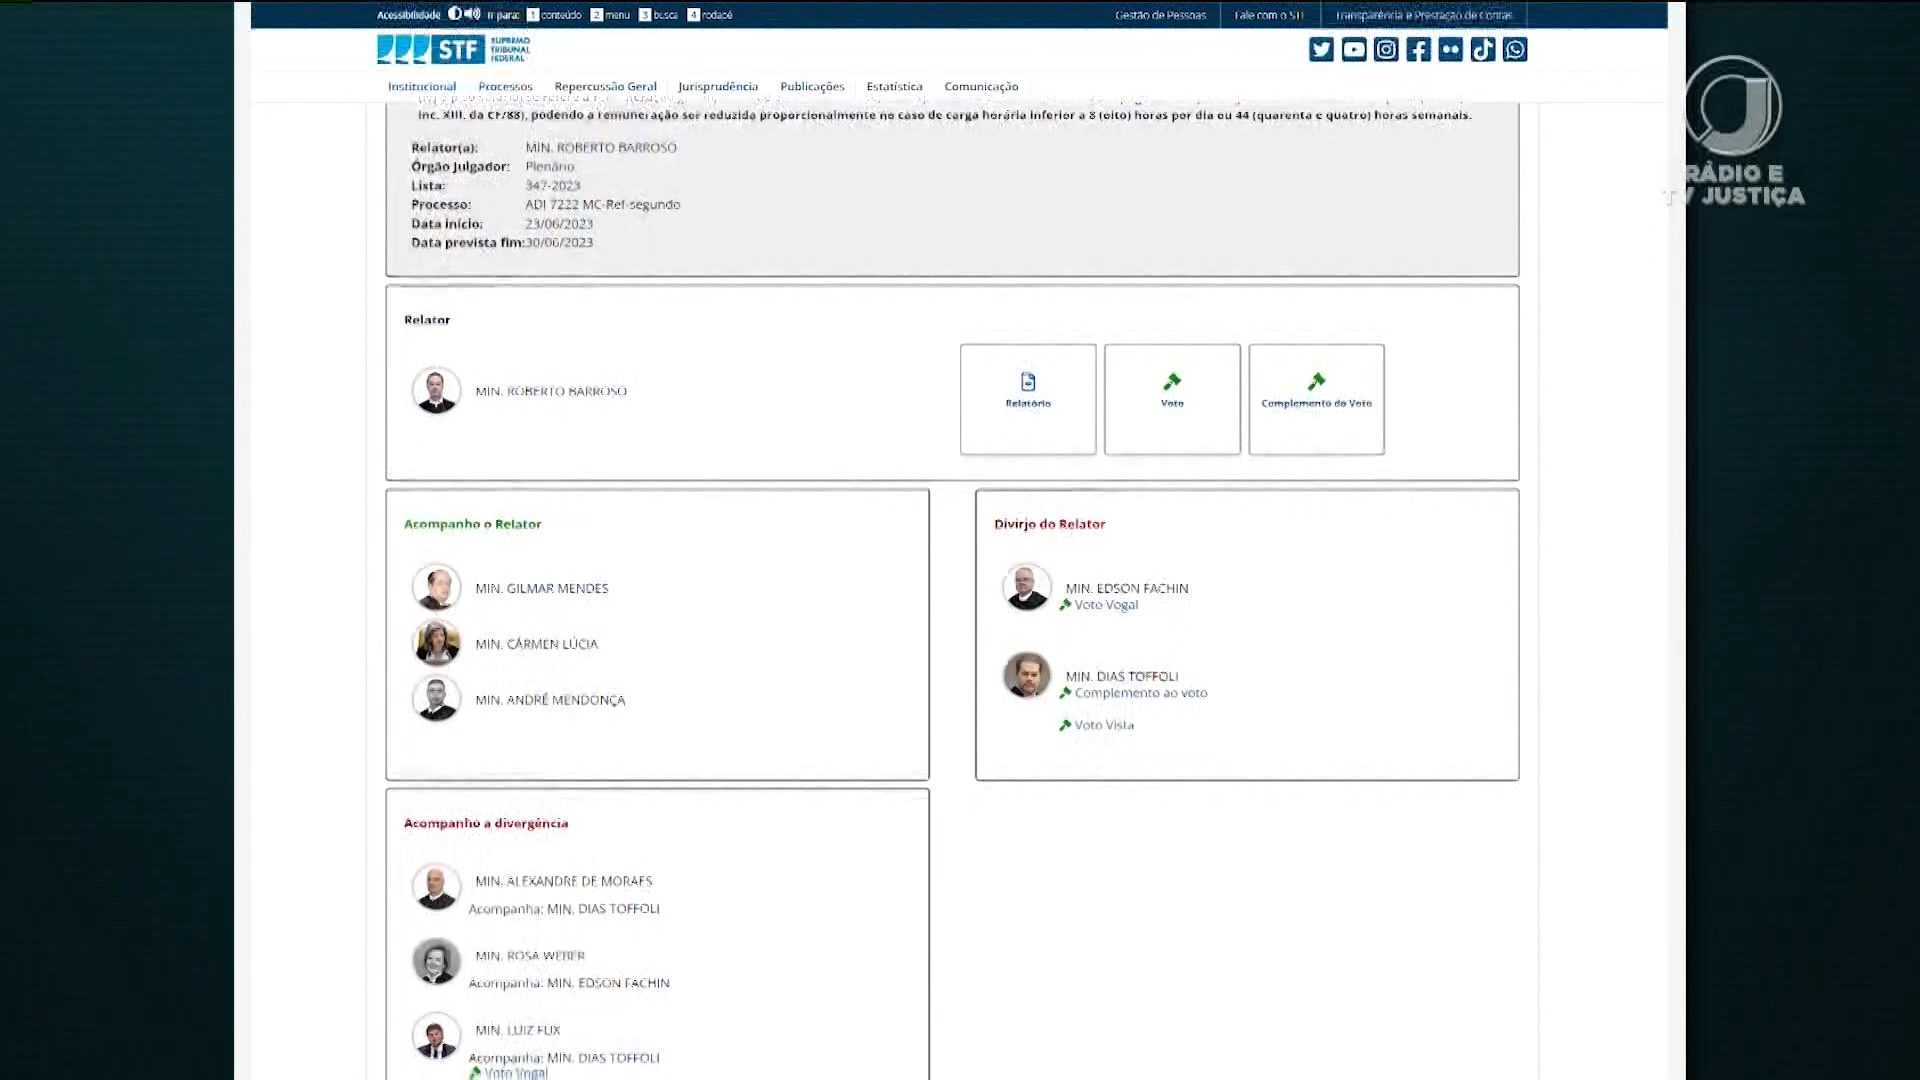 Acessibilidade Ir para: 1 conteúdo 2 menu 3 busca 4 rodapé
Gestão de Pessoas Fale com o STF Transparência e Prestação de Contas
STF SUPREMO TRIBUNAL FEDERAL
Institucional Processos Repercussão Geral Jurisprudência Publicações Estatística Comunicação
RÁDIO E
TV JUSTIÇA
inc. XIII, da CF/88), podendo a remuneração ser reduzida proporcionalmente no caso de carga horária inferior a 8 (oito) horas por dia ou 44 (quarenta e quatro) horas semanais.
Relator(a): MIN. ROBERTO BARROSO
Órgão Julgador: Plenário
Lista: 347-2023
Processo: ADI 7222 MC-Ref-segundo
Data início: 23/06/2023
Data prevista fim:30/06/2023
Relator
MIN. ROBERTO BARROSO
Relatório
Voto
Complemento do Voto
Acompanho o Relator
MIN. GILMAR MENDES
MIN. CÁRMEN LÚCIA
MIN. ANDRÉ MENDONÇA
Divirjo do Relator
MIN. EDSON FACHIN
Voto Vogal
MIN. DIAS TOFFOLI
Complemento ao voto
Voto Vista
Acompanho a divergência
MIN. ALEXANDRE DE MORAES
Acompanha: MIN. DIAS TOFFOLI
MIN. ROSA WEBER
Acompanha: MIN. EDSON FACHIN
MIN. LUIZ FUX
Acompanha: MIN. DIAS TOFFOLI
Voto Vogal